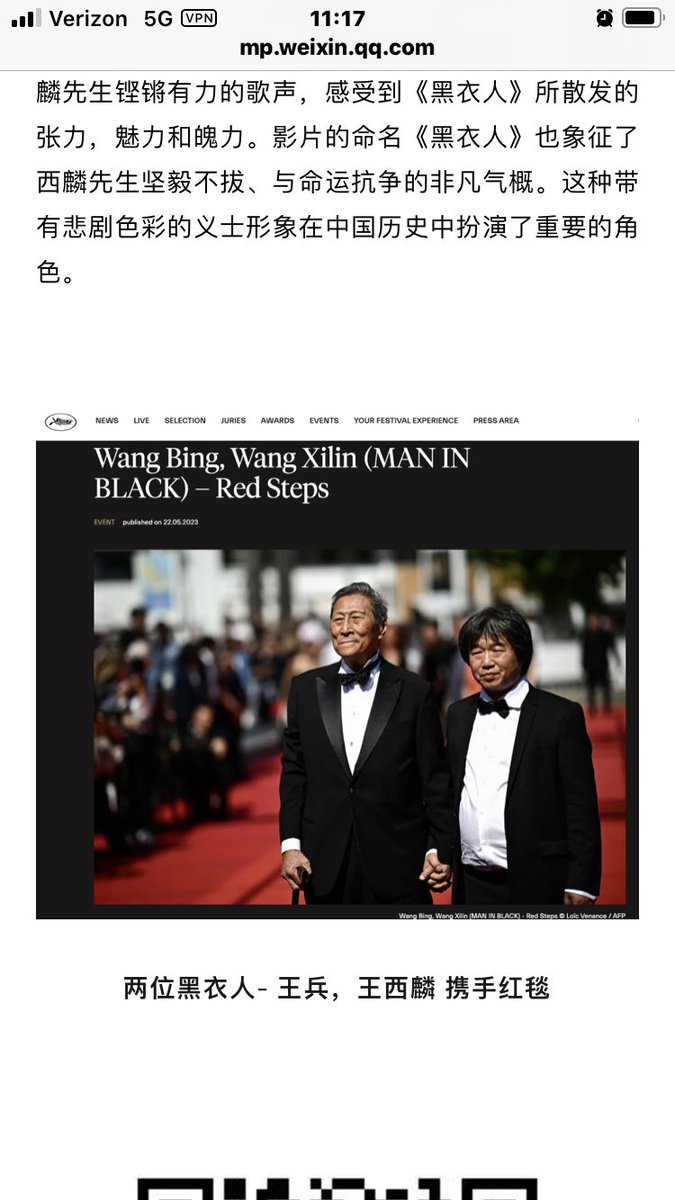 Verizon 5G VPN 11:17
mp.weixin.qq.com
麟先生铿锵有力的歌声，感受到《黑衣人》所散发的
张力，魅力和魄力。影片的命名《黑衣人》也象征了
西麟先生坚毅不拔、与命运抗争的非凡气概。这种带
有悲剧色彩的义士形象在中国历史中扮演了重要的角
色。
NEWS LIVE SELECTION JURIES AWARDS EVENTS YOUR FESTIVAL EXPERIENCE PRESS AREA
Wang Bing, Wang Xilin (MAN IN
BLACK) – Red Steps
EVENT published on 22.05.2023
Wang Bing, Wang Xilin (MAN IN BLACK) - Red Steps © Loïc Venance / AFP
两位黑衣人- 王兵，王西麟 携手红毯